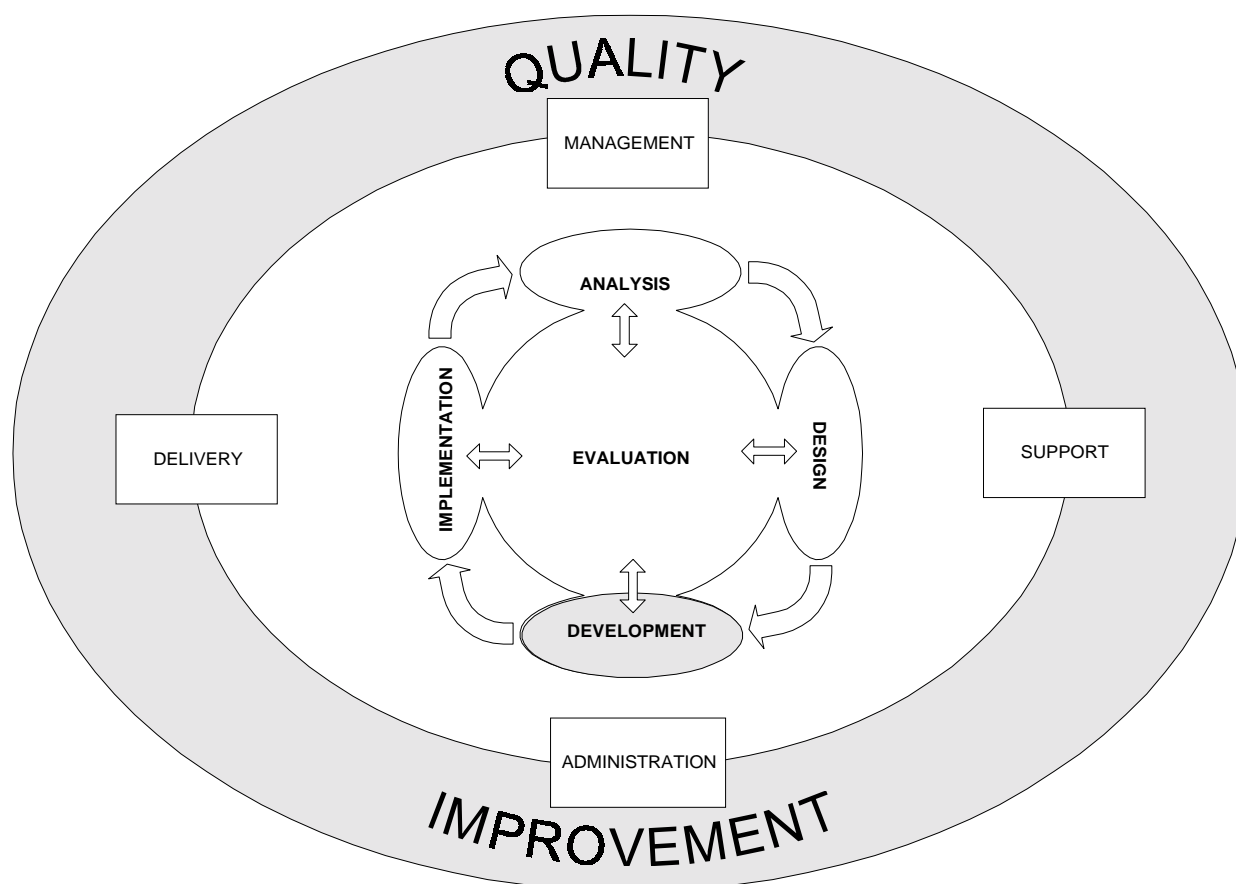 QUALITY
MANAGEMENT
ANALYSIS
IMPLEMENTATION
DESIGN
DELIVERY
EVALUATION
SUPPORT
DEVELOPMENT
ADMINISTRATION
IMPROVEMENT